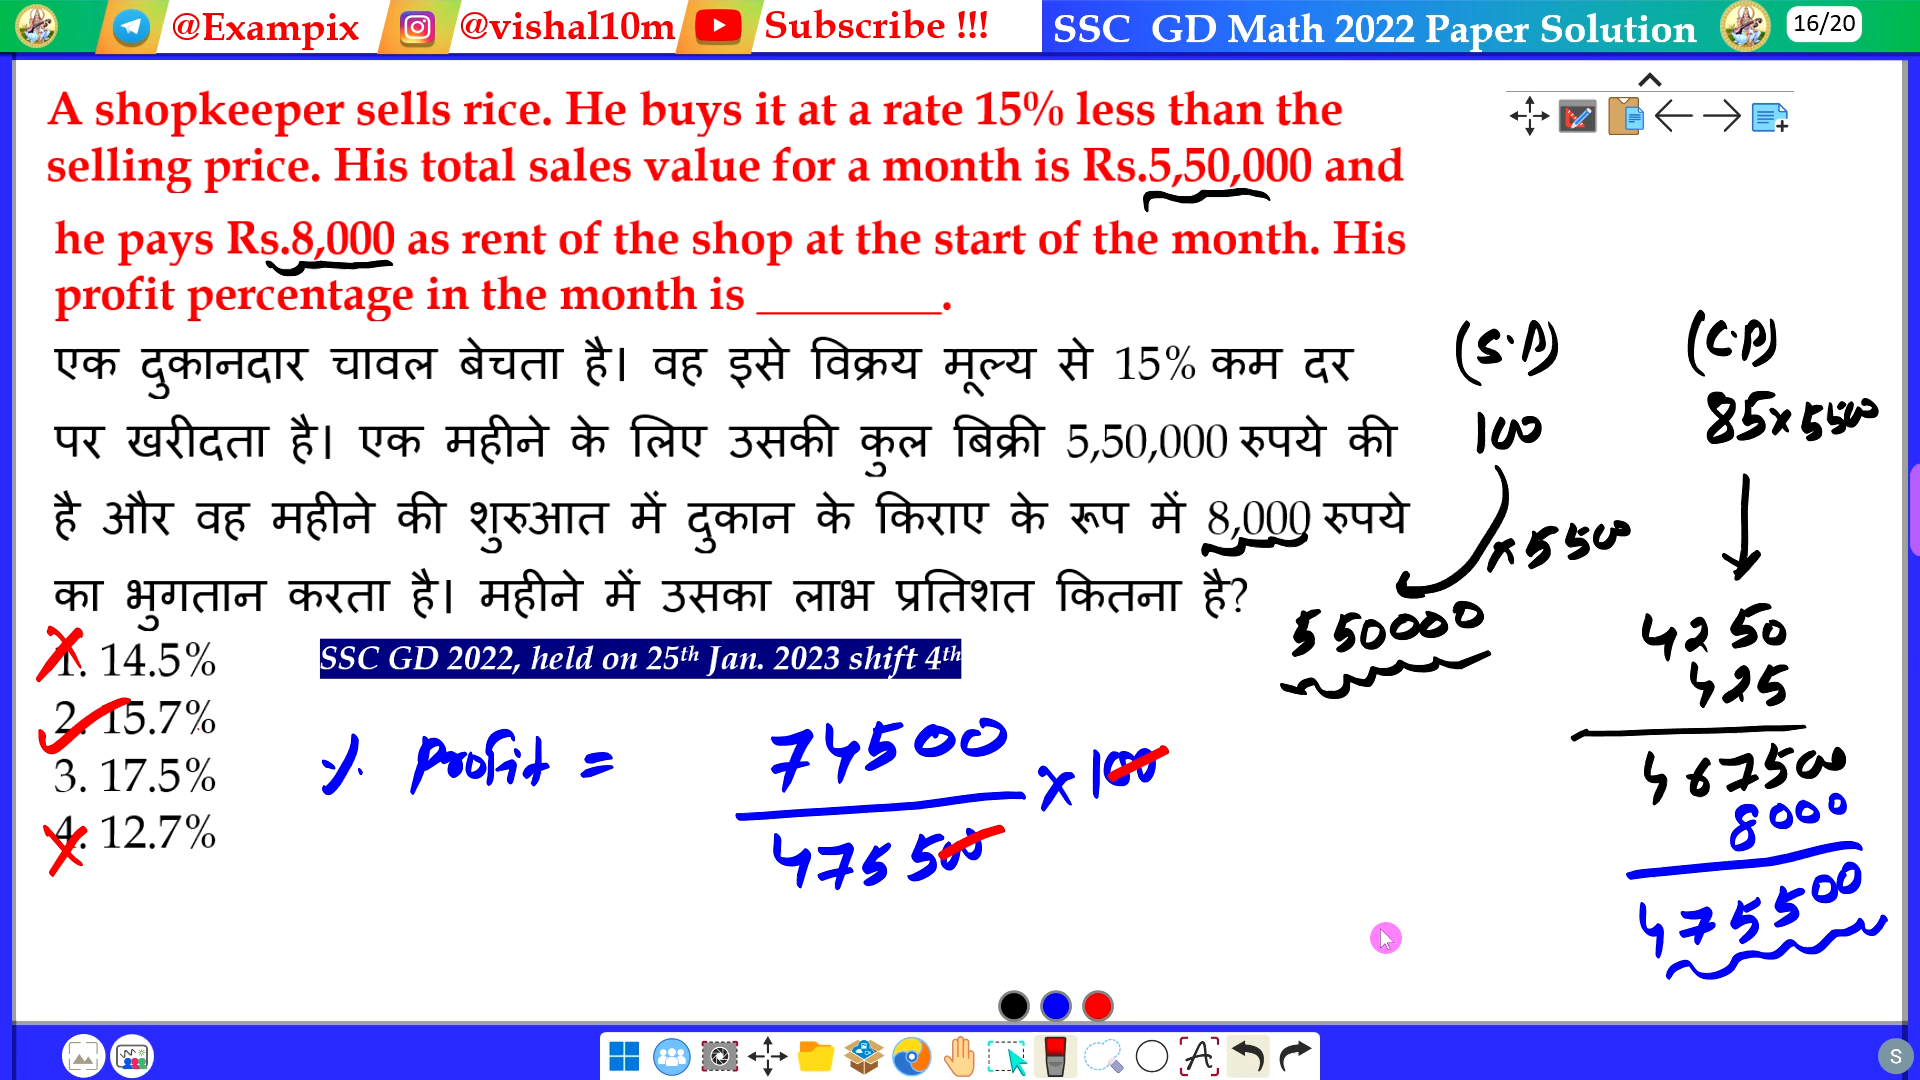 @Exampix @vishal10m Subscribe !!! SSC GD Math 2022 Paper Solution 16/20
A shopkeeper sells rice. He buys it at a rate 15% less than the
selling price. His total sales value for a month is Rs.5,50,000 and
he pays Rs.8,000 as rent of the shop at the start of the month. His
profit percentage in the month is ________.
एक दुकानदार चावल बेचता है। वह इसे विक्रय मूल्य से 15% कम दर
पर खरीदता है। एक महीने के लिए उसकी कुल बिक्री 5,50,000 रुपये की
है और वह महीने की शुरुआत में दुकान के किराए के रूप में 8,000 रुपये
का भुगतान करता है। महीने में उसका लाभ प्रतिशत कितना है?
1. 14.5%
2. 15.7%
3. 17.5%
4. 12.7%
SSC GD 2022, held on 25th Jan. 2023 shift 4th
% Profit = 74500
475500
× 100
(S.P)
100
×5500
550000
(C.P)
85×5500
4250
425
467500
8000
475500
S